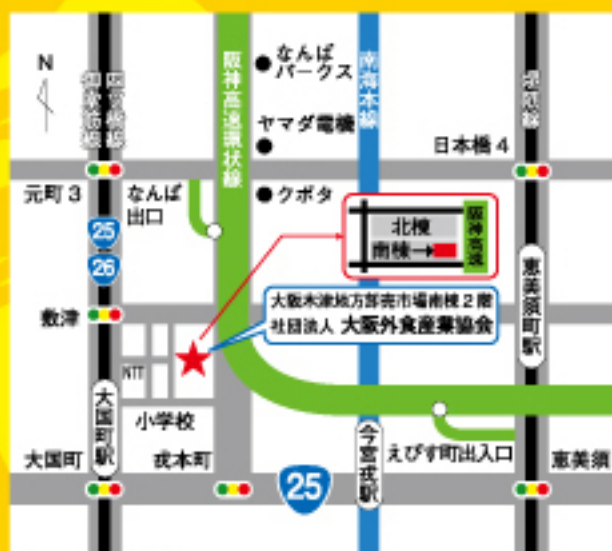 N
四つ橋線
御堂筋線
阪神高速環状線
なんば
パークス
南海本線
堺筋線
ヤマダ電機
日本橋4
元町3
なんば
出口
クボタ
北棟
南棟→
阪神高速
25
26
恵美須町駅
敷津
大阪木津地方卸売市場南棟2階
社団法人 大阪外食産業協会
NTT
大国町駅
小学校
今宮戎駅
えびす町出入口
大国町
戎本町
恵美須
25